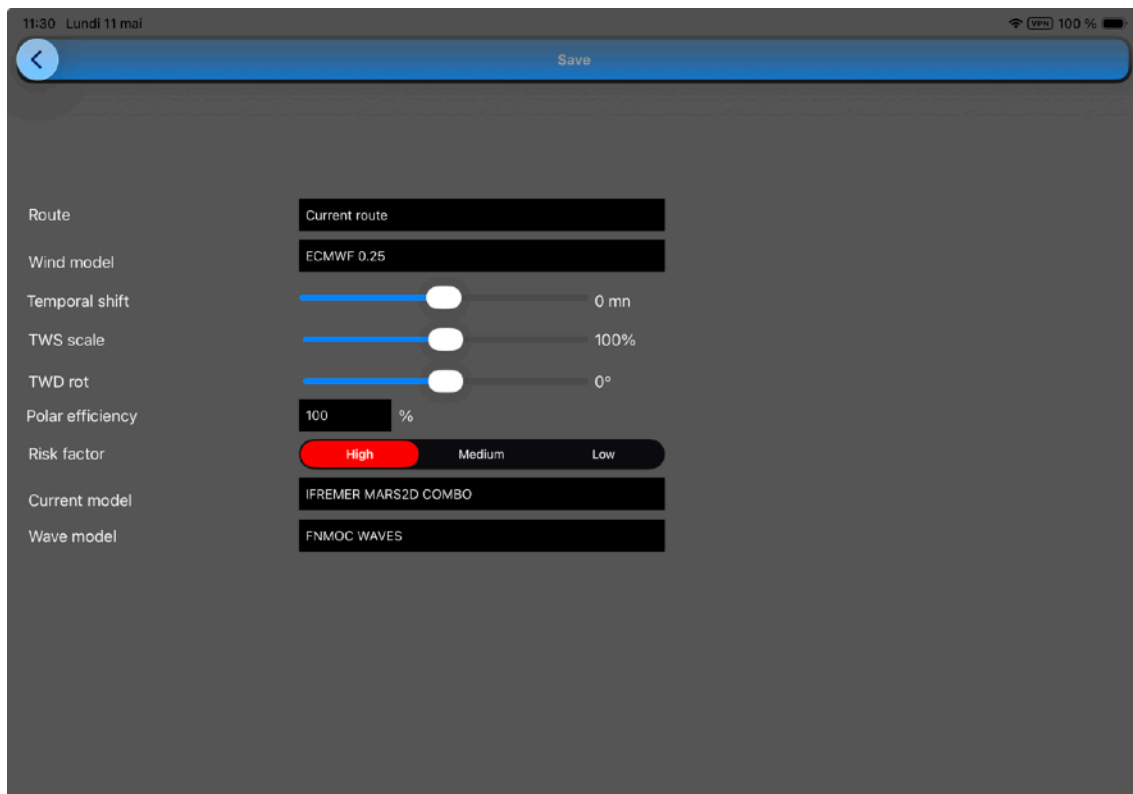 11:30 Lundi 11 mai VPN 100 %
Save
Route Current route
Wind model ECMWF 0.25
Temporal shift 0 mn
TWS scale 100%
TWD rot 0°
Polar efficiency 100 %
Risk factor High Medium Low
Current model IFREMER MARS2D COMBO
Wave model FNMOC WAVES